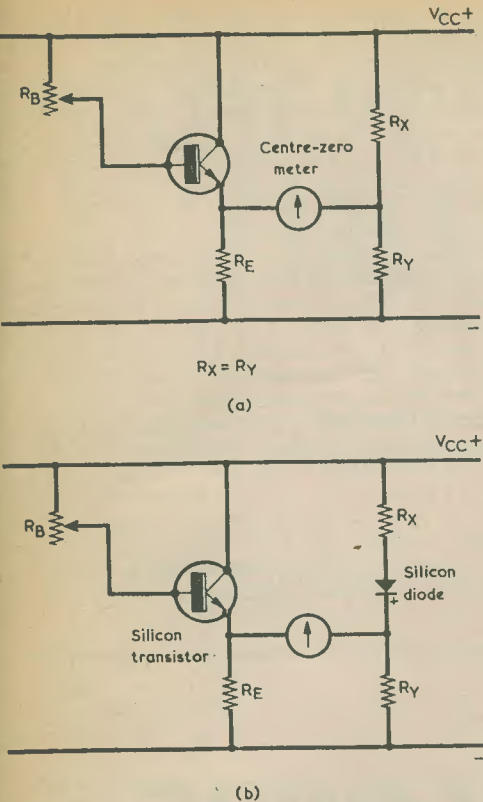 VCC+
RB
RX
Centre-zero
meter
RE
RY
−
RX = RY
(a)
VCC+
RB
RX
Silicon
diode
+
Silicon
transistor
RE
RY
−
(b)